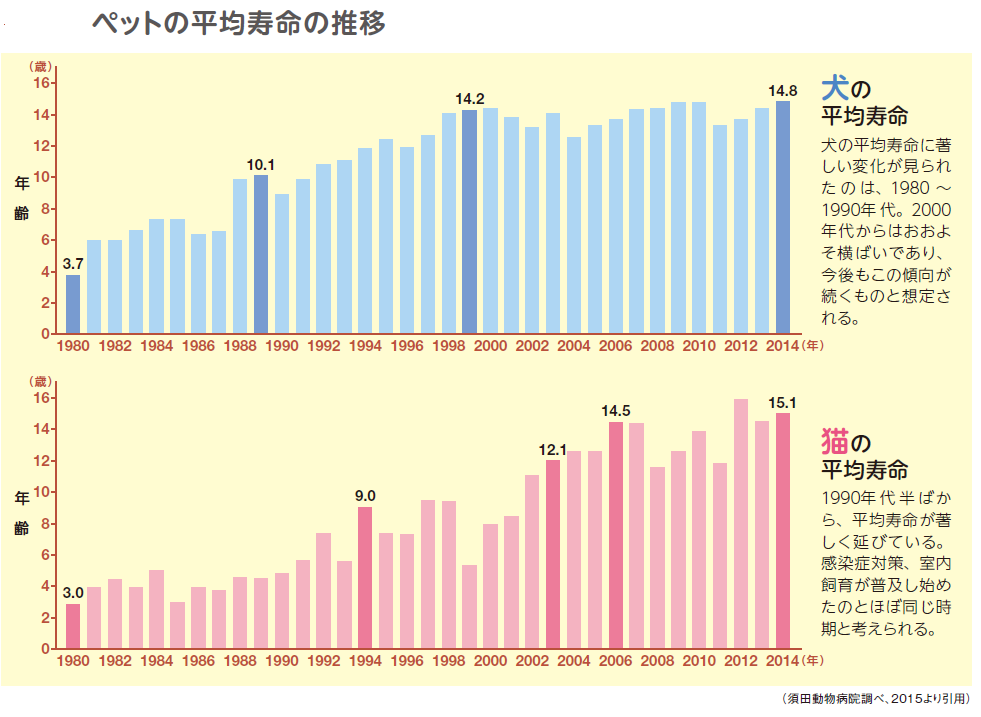 ペットの平均寿命の推移
(歳)
16
14
12
10
8
6
4
2
0
年
齢
3.7
10.1
14.2
14.8
1980 1982 1984 1986 1988 1990 1992 1994 1996 1998 2000 2002 2004 2006 2008 2010 2012 2014(年)
犬の
平均寿命
犬の平均寿命に著
しい変化が見られ
たのは、1980～
1990年代。2000
年代からはおおよ
そ横ばいであり、
今後もこの傾向が
続くものと想定さ
れる。
(歳)
16
14
12
10
8
6
4
2
0
年
齢
3.0
9.0
12.1
14.5
15.1
1980 1982 1984 1986 1988 1990 1992 1994 1996 1998 2000 2002 2004 2006 2008 2010 2012 2014(年)
猫の
平均寿命
1990年代半ばか
ら、平均寿命が著
しく延びている。
感染症対策、室内
飼育が普及し始め
たのとほぼ同じ時
期と考えられる。
(須田動物病院調べ、2015より引用)